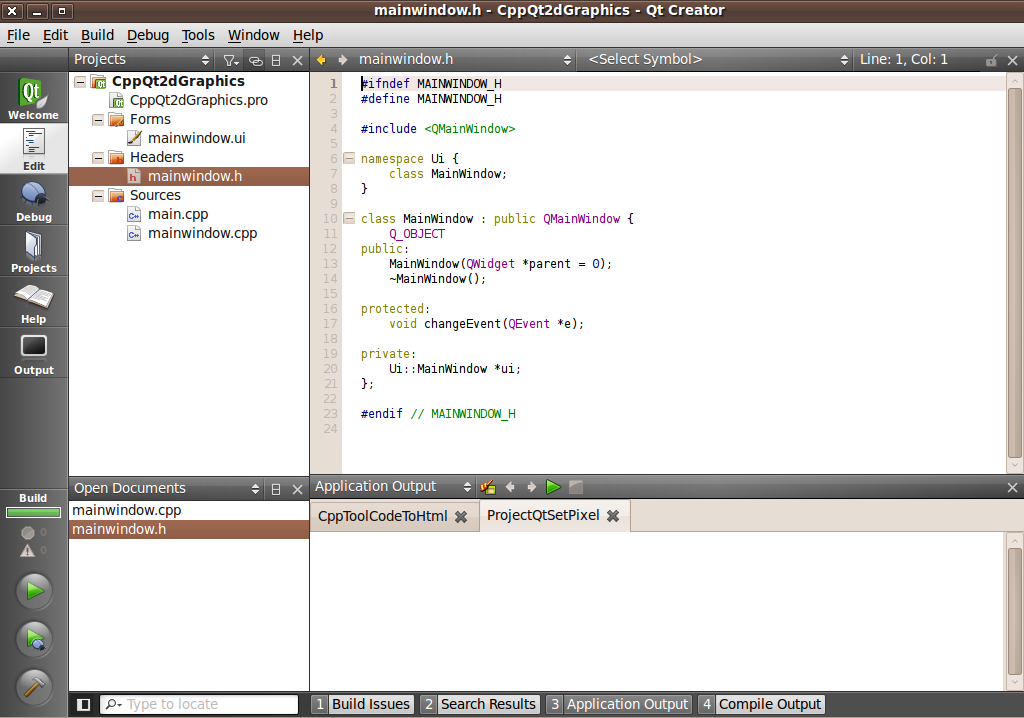 mainwindow.h - CppQt2dGraphics - Qt Creator
File Edit Build Debug Tools Window Help
Projects
mainwindow.h
<Select Symbol>
Line: 1, Col: 1
Qt
Welcome
Edit
Debug
Projects
Help
Output
CppQt2dGraphics
CppQt2dGraphics.pro
Forms
mainwindow.ui
Headers
mainwindow.h
Sources
main.cpp
mainwindow.cpp
1 #ifndef MAINWINDOW_H
2 #define MAINWINDOW_H
3
4 #include <QMainWindow>
5
6 namespace Ui {
7 class MainWindow;
8 }
9
10 class MainWindow : public QMainWindow {
11 Q_OBJECT
12 public:
13 MainWindow(QWidget *parent = 0);
14 ~MainWindow();
15
16 protected:
17 void changeEvent(QEvent *e);
18
19 private:
20 Ui::MainWindow *ui;
21 };
22
23 #endif // MAINWINDOW_H
24
Open Documents
mainwindow.cpp
mainwindow.h
Build
0
0
Application Output
CppToolCodeToHtml
ProjectQtSetPixel
Type to locate
1 Build Issues
2 Search Results
3 Application Output
4 Compile Output